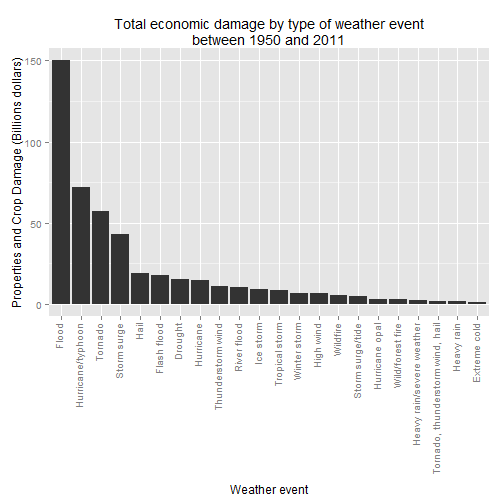 Total economic damage by type of weather event
between 1950 and 2011
Properties and Crop Damage (Billions dollars)
150
100
50
0
Flood
Hurricane/typhoon
Tornado
Storm surge
Hail
Flash flood
Drought
Hurricane
Thunderstorm wind
River flood
Ice storm
Tropical storm
Winter storm
High wind
Wildfire
Storm surge/tide
Hurricane opal
Wild/forest fire
Heavy rain/severe weather
Tornado, thunderstorm wind, hail
Heavy rain
Extreme cold
Weather event